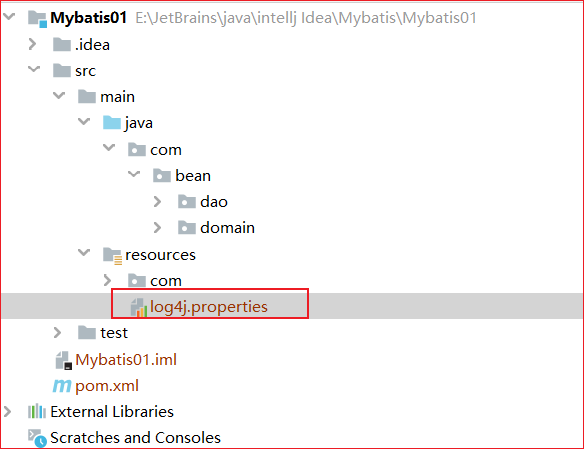 Mybatis01 E:\JetBrains\java\intellj Idea\Mybatis\Mybatis01
.idea
src
main
java
com
bean
dao
domain
resources
com
log4j.properties
test
Mybatis01.iml
pom.xml
External Libraries
Scratches and Consoles